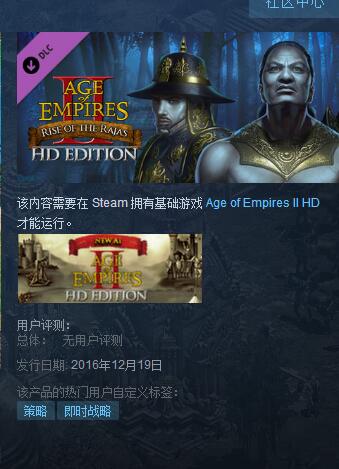 社区中心
DLC
AGE
of
II
EMPIRES
RISE OF THE RAJAS
HD EDITION
该内容需要在 Steam 拥有基础游戏 Age of Empires II HD
才能运行。
AGE
of
II
EMPIRES
HD EDITION
用户评测：
总体： 无用户评测
发行日期: 2016年12月19日
该产品的热门用户自定义标签：
策略 即时战略